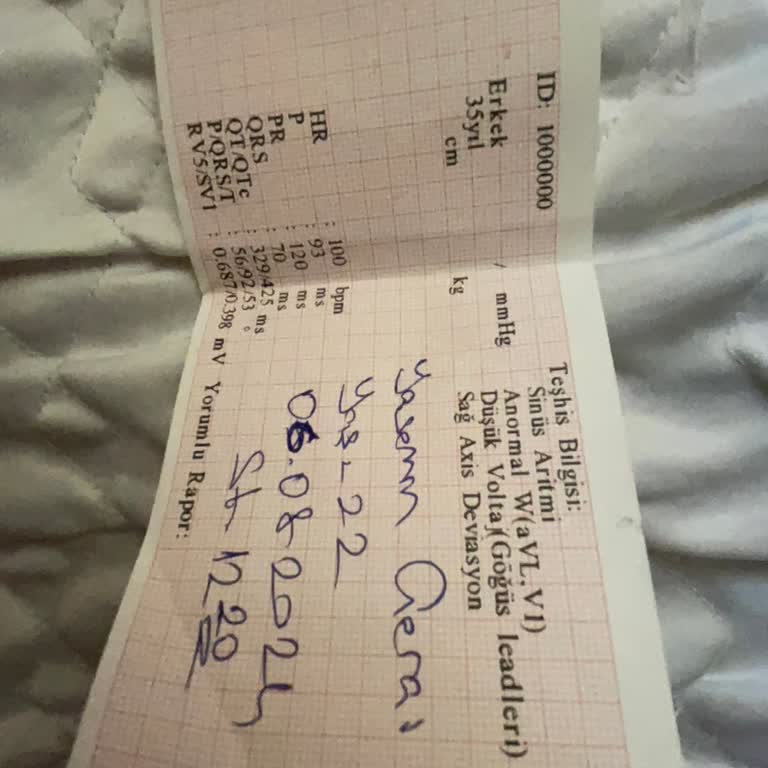 ID: 1000000
Erkek / mmHg
35yıl
cm kg
HR : 100 bpm
P : 93 ms
PR : 120 ms
QRS : 70 ms
QT/QTc : 329/425 ms
P/QRS/T : 56/92/53 °
RV5/SV1 : 0.687/0.398 mV
Teşhis Bilgisi:
Sinüs Aritmi
Anormal W(aVL, V1)
Düşük Voltaj(Göğüs leadleri)
Sağ Axis Deviasyon
Yasemin
Yaş-22
06.08.2024
St 1220
Yorumlu Rapor: